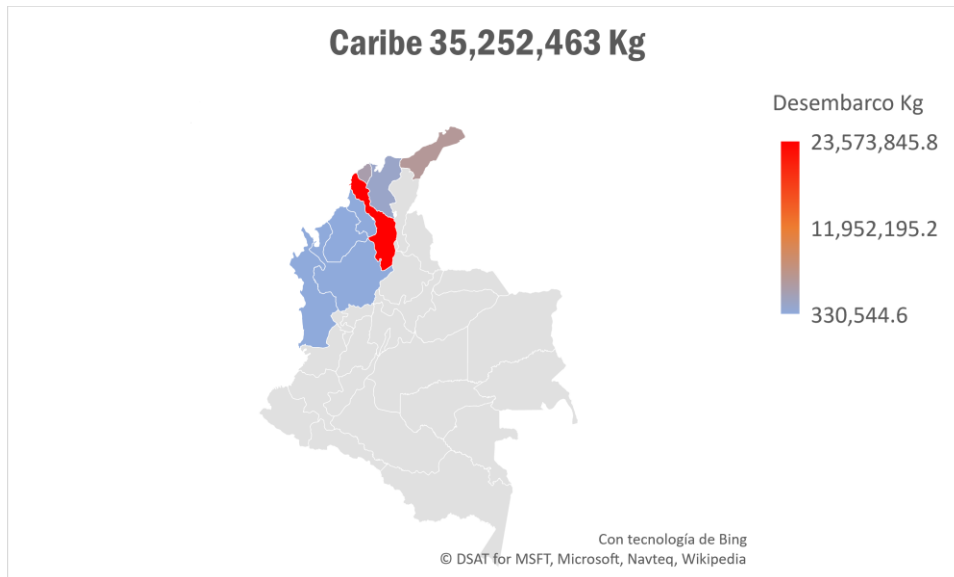 Caribe 35,252,463 Kg
Desembarco Kg
23,573,845.8
11,952,195.2
330,544.6
Con tecnología de Bing
© DSAT for MSFT, Microsoft, Navteq, Wikipedia